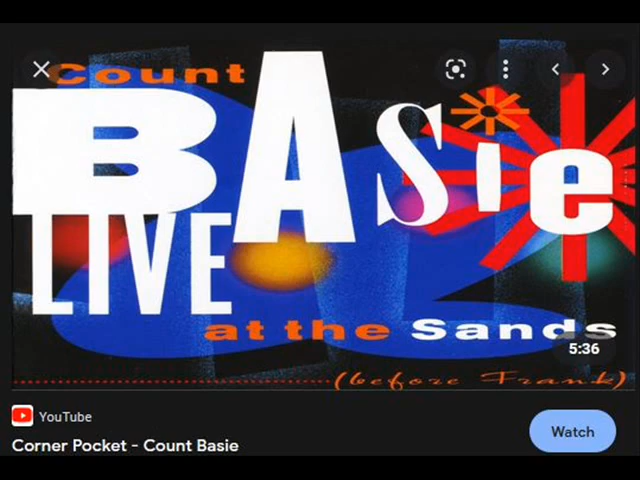 Count
BAsie
LIVE
at the Sands
5:36
(before Frank)
YouTube
Corner Pocket - Count Basie
Watch